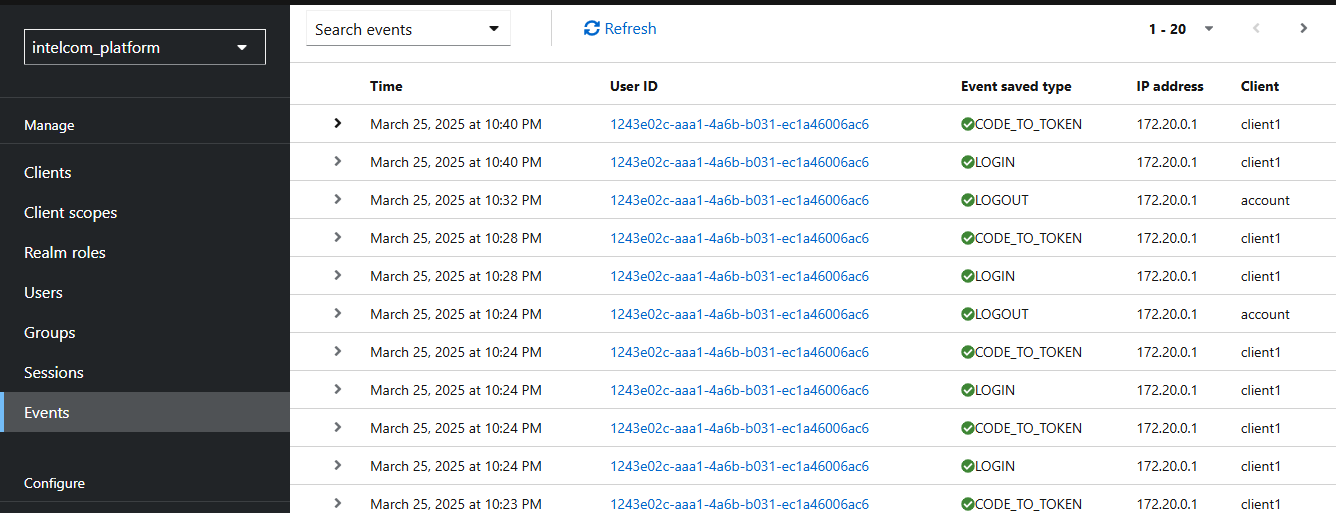 intelcom_platform
Manage
Clients
Client scopes
Realm roles
Users
Groups
Sessions
Events
Configure
Search events Refresh 1 - 20
Time User ID Event saved type IP address Client
March 25, 2025 at 10:40 PM 1243e02c-aaa1-4a6b-b031-ec1a46006ac6 CODE_TO_TOKEN 172.20.0.1 client1
March 25, 2025 at 10:40 PM 1243e02c-aaa1-4a6b-b031-ec1a46006ac6 LOGIN 172.20.0.1 client1
March 25, 2025 at 10:32 PM 1243e02c-aaa1-4a6b-b031-ec1a46006ac6 LOGOUT 172.20.0.1 account
March 25, 2025 at 10:28 PM 1243e02c-aaa1-4a6b-b031-ec1a46006ac6 CODE_TO_TOKEN 172.20.0.1 client1
March 25, 2025 at 10:28 PM 1243e02c-aaa1-4a6b-b031-ec1a46006ac6 LOGIN 172.20.0.1 client1
March 25, 2025 at 10:24 PM 1243e02c-aaa1-4a6b-b031-ec1a46006ac6 LOGOUT 172.20.0.1 account
March 25, 2025 at 10:24 PM 1243e02c-aaa1-4a6b-b031-ec1a46006ac6 CODE_TO_TOKEN 172.20.0.1 client1
March 25, 2025 at 10:24 PM 1243e02c-aaa1-4a6b-b031-ec1a46006ac6 LOGIN 172.20.0.1 client1
March 25, 2025 at 10:24 PM 1243e02c-aaa1-4a6b-b031-ec1a46006ac6 CODE_TO_TOKEN 172.20.0.1 client1
March 25, 2025 at 10:24 PM 1243e02c-aaa1-4a6b-b031-ec1a46006ac6 LOGIN 172.20.0.1 client1
March 25, 2025 at 10:23 PM 1243e02c-aaa1-4a6b-b031-ec1a46006ac6 CODE_TO_TOKEN 172.20.0.1 client1